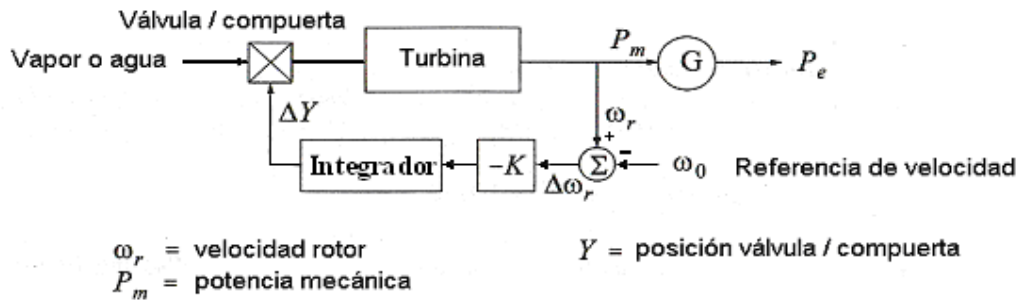 Válvula / compuerta
Vapor o agua
Turbina
P_m
G
P_e
ΔY
ω_r
+
Integrador
−K
Δω_r
Σ
−
ω_0
Referencia de velocidad
ω_r = velocidad rotor
Y = posición válvula / compuerta
P_m = potencia mecánica